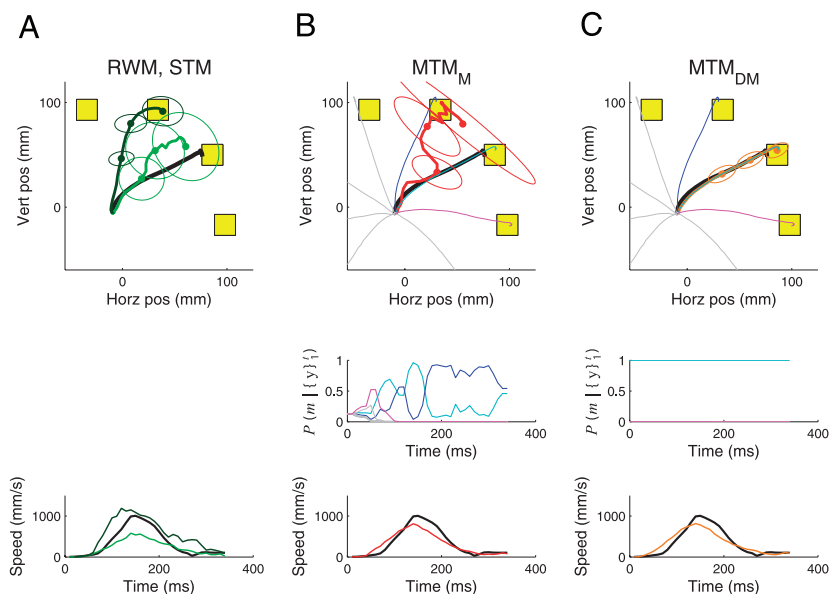 A
B
C
RWM, STM
MTM_M
MTM_DM
Vert pos (mm)
100
0
0
100
Horz pos (mm)
Vert pos (mm)
100
0
0
100
Horz pos (mm)
Vert pos (mm)
100
0
0
100
Horz pos (mm)
P ( m | { y }₁ᵗ )
1
0.5
0
0
200
400
Time (ms)
P ( m | { y }₁ᵗ )
1
0.5
0
0
200
400
Time (ms)
Speed (mm/s)
1000
0
0
200
400
Time (ms)
Speed (mm/s)
1000
0
0
200
400
Time (ms)
Speed (mm/s)
1000
0
0
200
400
Time (ms)